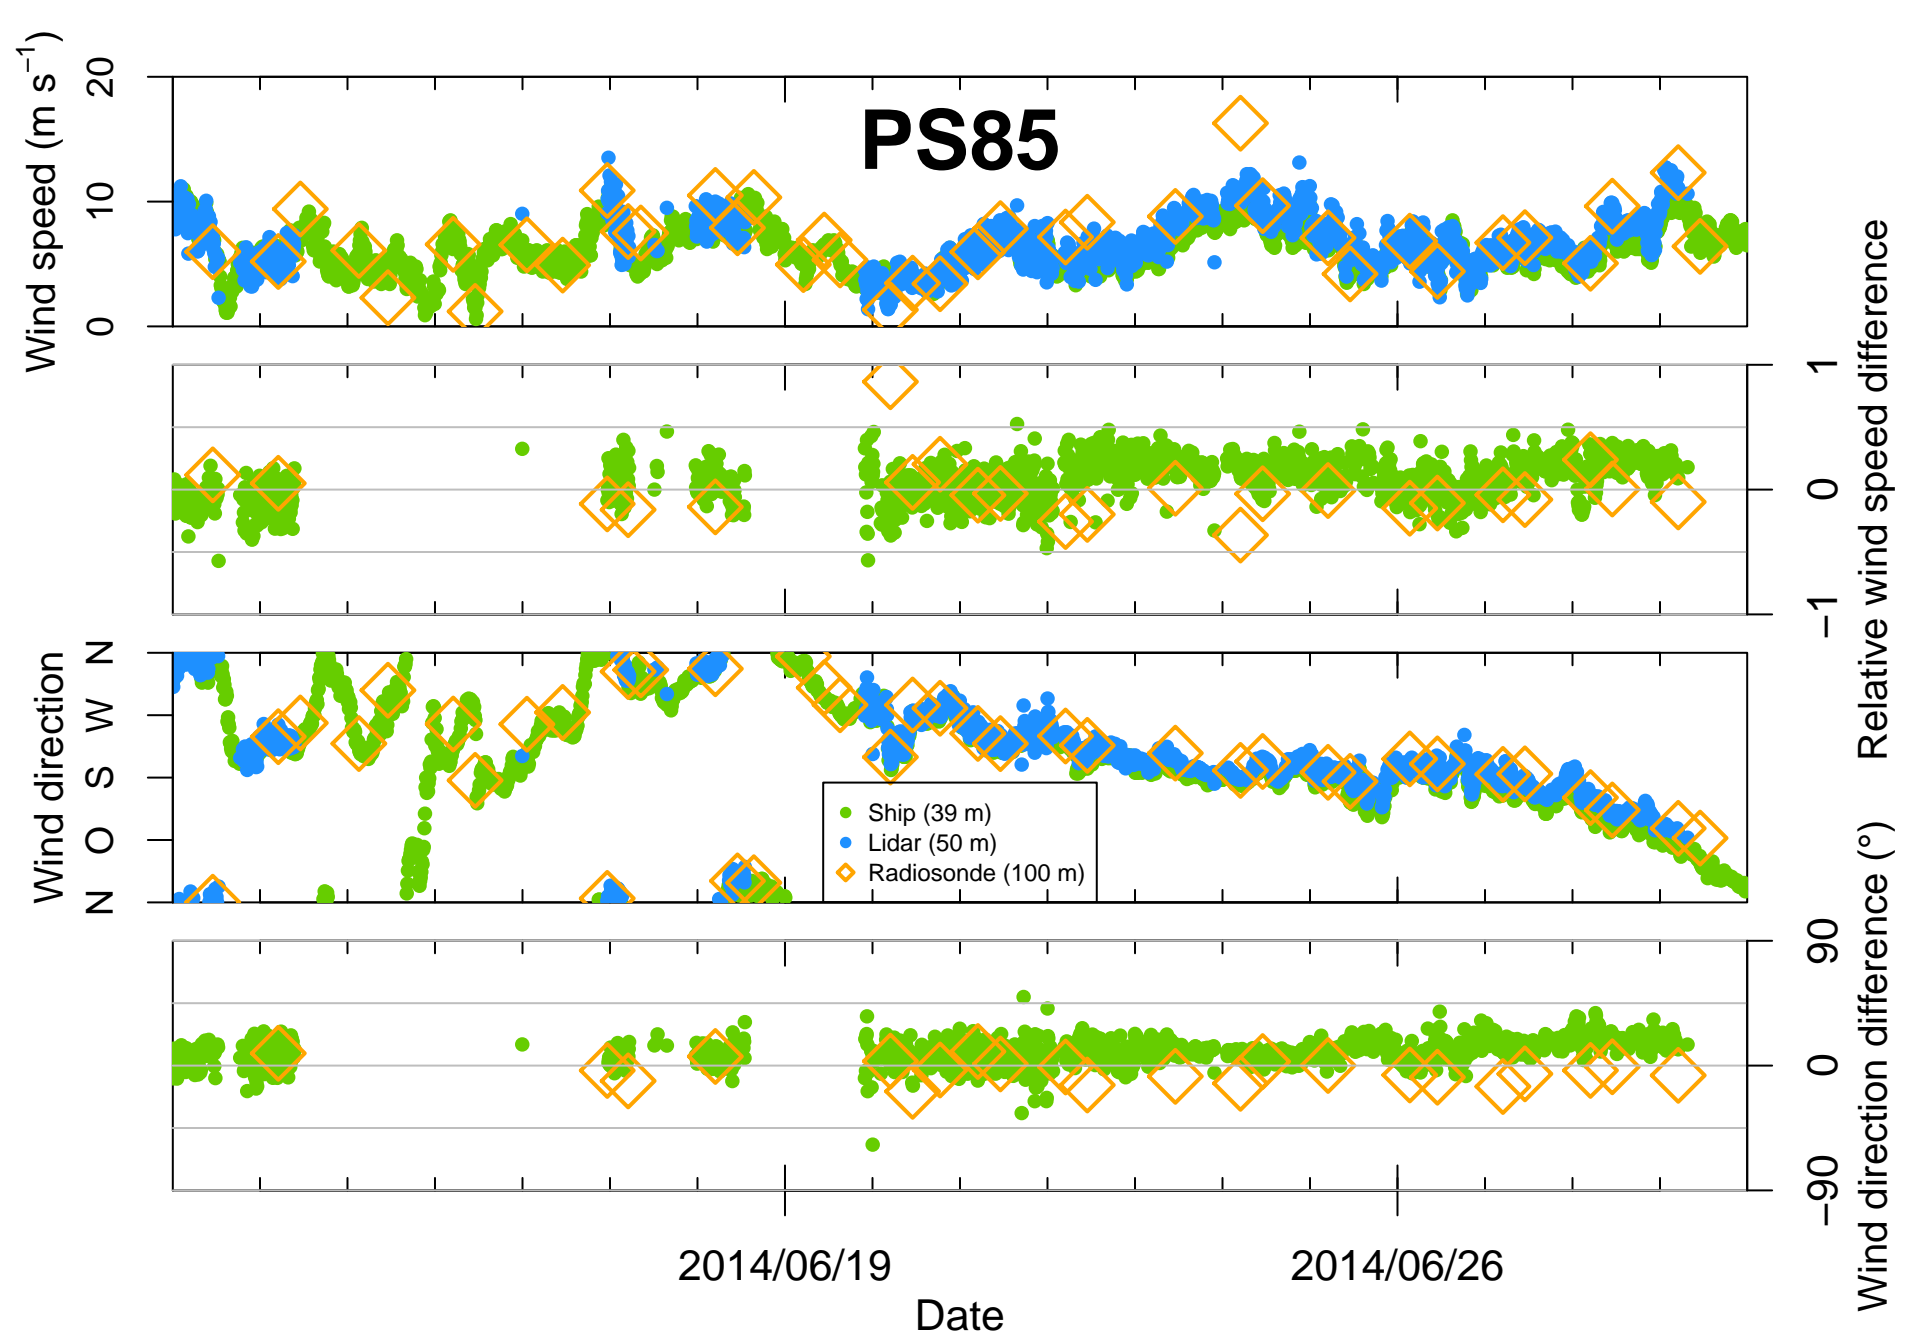 PS85
Wind speed (m s⁻¹)
0 10 20
Relative wind speed difference
−1 0 1
Wind direction
N O S W N
Ship (39 m)
Lidar (50 m)
Radiosonde (100 m)
Wind direction difference (°)
−90 0 90
2014/06/19 2014/06/26
Date